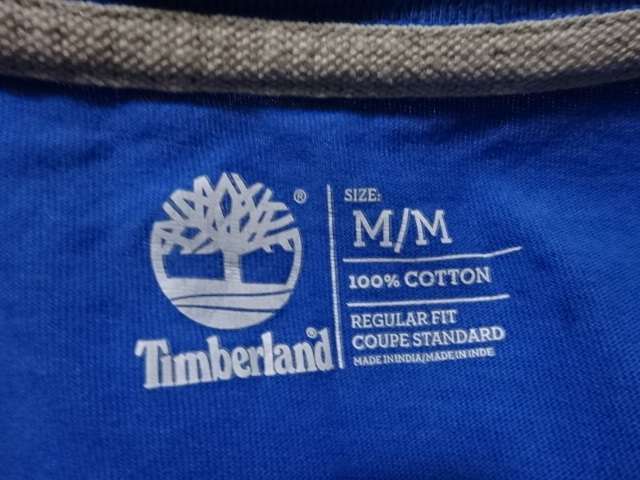 ®
Timberland®
SIZE:
M/M
100% COTTON
REGULAR FIT
COUPE STANDARD
MADE IN INDIA/MADE IN INDE